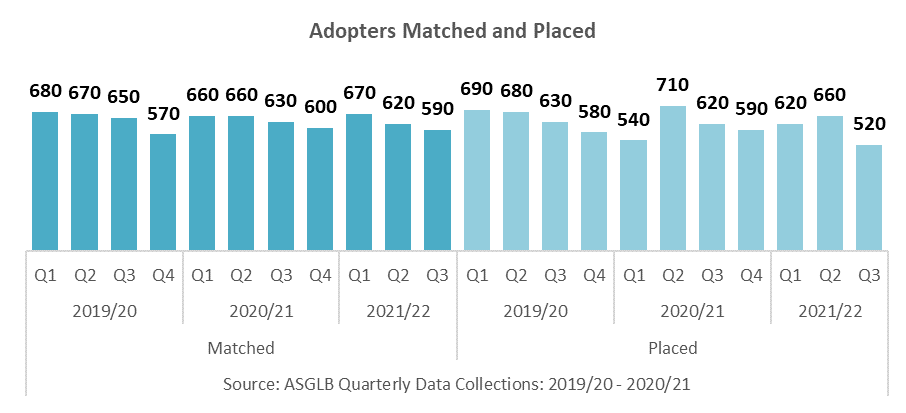 Adopters Matched and Placed
680 670 650 570 660 660 630 600 670 620 590 690 680 630 580 540 710 620 590 620 660 520
Q1 Q2 Q3 Q4 Q1 Q2 Q3 Q4 Q1 Q2 Q3 Q1 Q2 Q3 Q4 Q1 Q2 Q3 Q4 Q1 Q2 Q3
2019/20 2020/21 2021/22 2019/20 2020/21 2021/22
Matched Placed
Source: ASGLB Quarterly Data Collections: 2019/20 - 2020/21